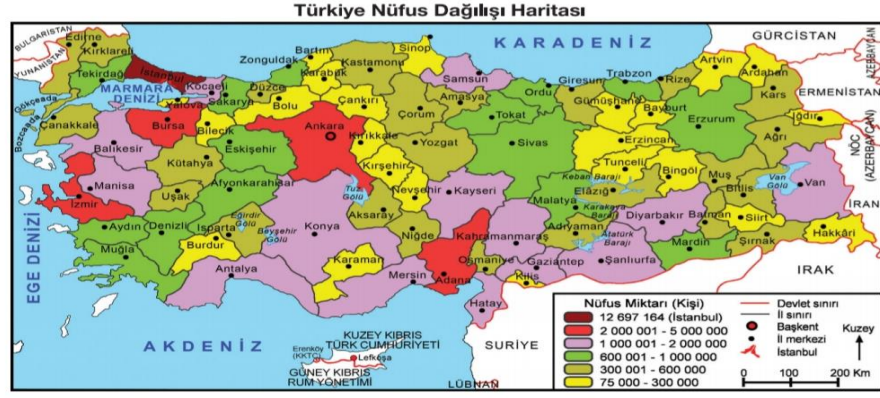 Türkiye Nüfus Dağılışı Haritası
BULGARİSTAN
YUNANİSTAN
KARADENİZ
GÜRCİSTAN
AZERBAYCAN
ERMENİSTAN
NÖC
(AZERBAYCAN)
İRAN
IRAK
SURİYE
LÜBNAN
AKDENİZ
EGE DENİZİ
MARMARA
DENİZİ
Edirne
Kırklareli
Tekirdağ
İstanbul
Kocaeli
Yalova
Sakarya
Düzce
Zonguldak
Bartın
Karabük
Kastamonu
Sinop
Samsun
Ordu
Giresun
Trabzon
Rize
Artvin
Ardahan
Kars
Iğdır
Ağrı
Gökçeada
Bozcaada
Çanakkale
Balıkesir
Bursa
Bilecik
Bolu
Çankırı
Çorum
Amasya
Tokat
Gümüşhane
Bayburt
Erzurum
Erzincan
Ankara
Kırıkkale
Yozgat
Sivas
Kütahya
Eskişehir
Kırşehir
Tunceli
Bingöl
Muş
Bitlis
Van
Gölü
Van
Manisa
İzmir
Uşak
Afyonkarahisar
Tuz
Gölü
Nevşehir
Kayseri
Malatya
Keban Barajı
Elazığ
Karakaya
Barajı
Aydın
Denizli
Isparta
Burdur
Eğirdir
Gölü
Beyşehir
Gölü
Aksaray
Niğde
Kahramanmaraş
Adıyaman
Atatürk
Barajı
Diyarbakır
Batman
Siirt
Şırnak
Hakkâri
Muğla
Antalya
Konya
Karaman
Mersin
Adana
Osmaniye
Gaziantep
Kilis
Şanlıurfa
Mardin
Hatay
Erenköy
(KKTC)
KUZEY KIBRIS
TÜRK CUMHURİYETİ
Lefkoşa
GÜNEY KIBRIS
RUM YÖNETİMİ
Nüfus Miktarı (Kişi)
12 697 164 (İstanbul)
2 000 001 - 5 000 000
1 000 001 - 2 000 000
600 001 - 1 000 000
300 001 - 600 000
75 000 - 300 000
Devlet sınırı
İl sınırı
Başkent
İl merkezi
İstanbul
Kuzey
0 100 200 Km